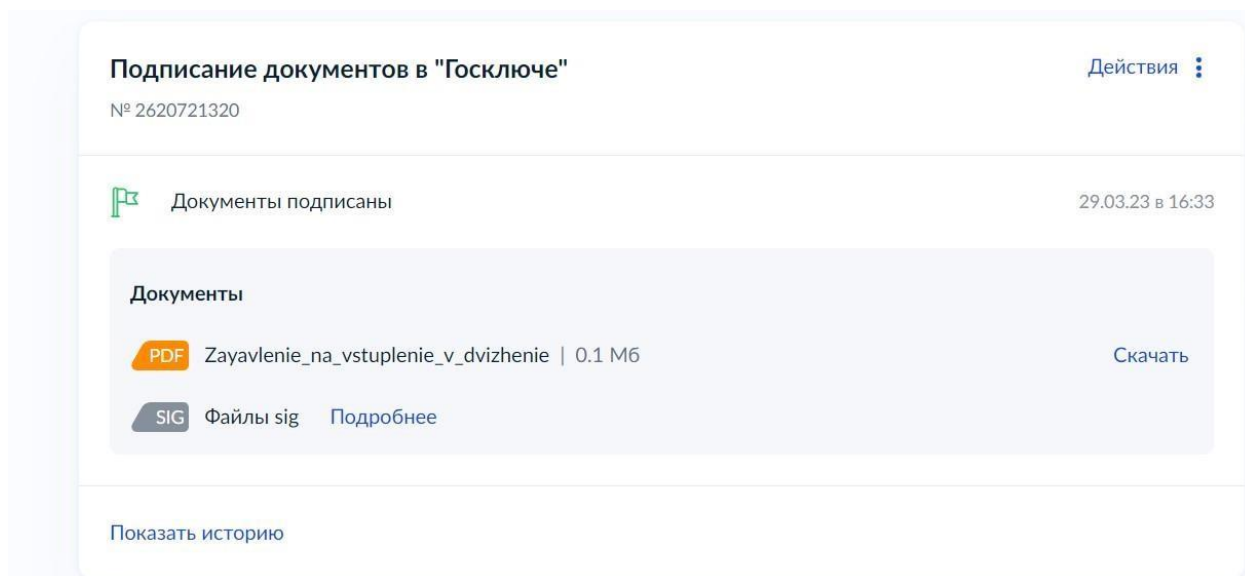 Подписание документов в "Госключе"
Действия
№ 2620721320
Документы подписаны
29.03.23 в 16:33
Документы
PDF Zayavlenie_na_vstuplenie_v_dvizhenie | 0.1 Мб
Скачать
SIG Файлы sig Подробнее
Показать историю